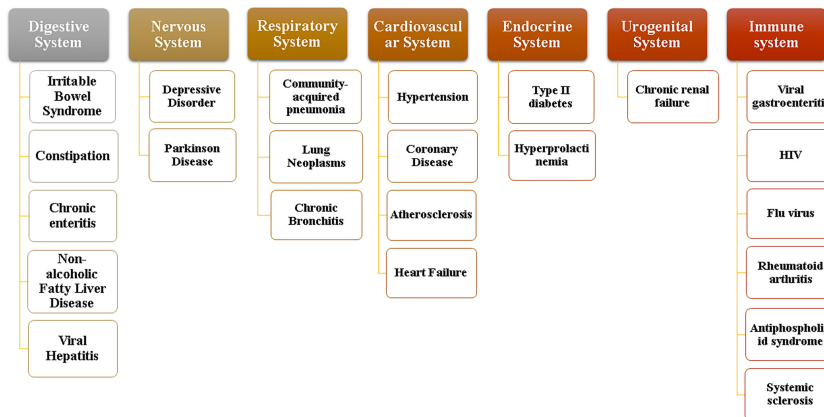 Digestive
System
Irritable
Bowel
Syndrome
Constipation
Chronic
enteritis
Non-
alcoholic
Fatty Liver
Disease
Viral
Hepatitis
Nervous
System
Depressive
Disorder
Parkinson
Disease
Respiratory
System
Community-
acquired
pneumonia
Lung
Neoplasms
Chronic
Bronchitis
Cardiovascul
ar System
Hypertension
Coronary
Disease
Atherosclerosis
Heart Failure
Endocrine
System
Type II
diabetes
Hyperprolacti
nemia
Urogenital
System
Chronic renal
failure
Immune
system
Viral
gastroenteriti
HIV
Flu virus
Rheumatoid
arthritis
Antiphospholi
id syndrome
Systemic
sclerosis